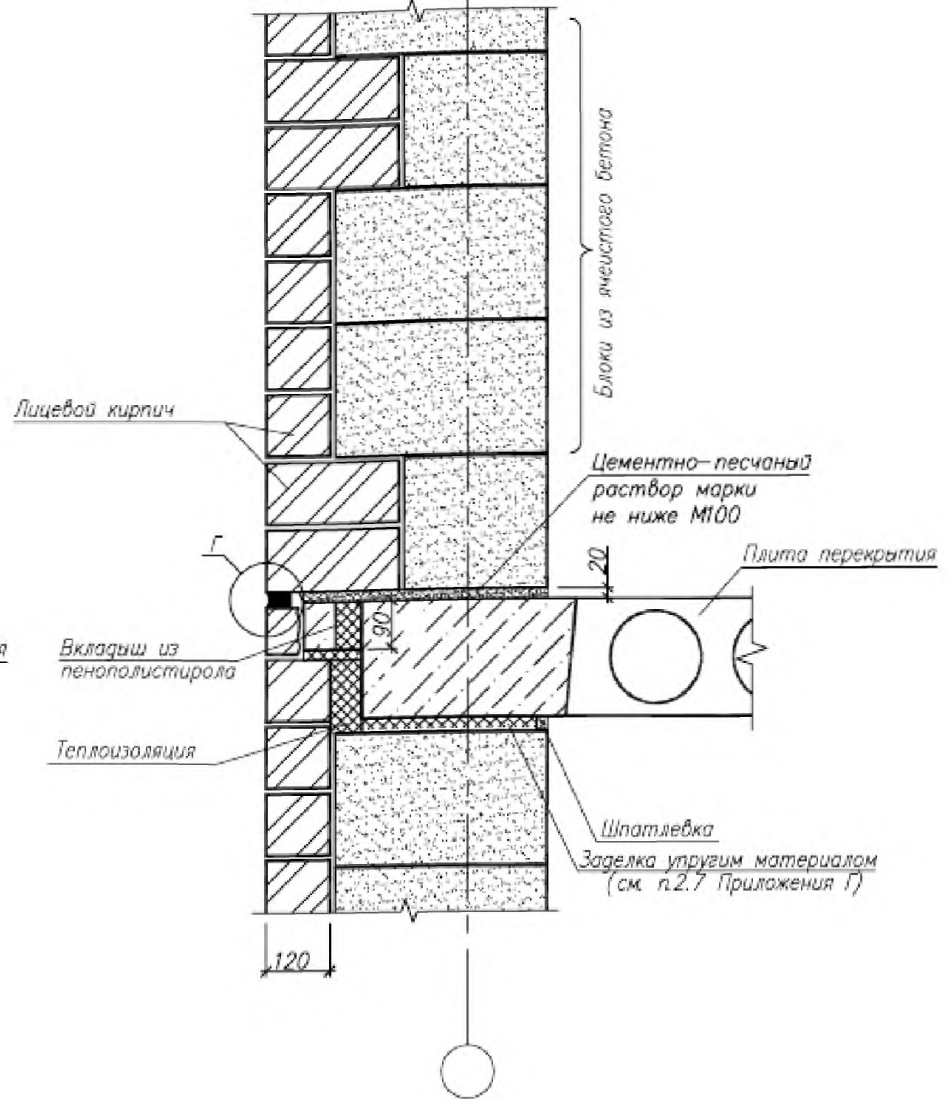 Блоки из ячеистого бетона
Лицевой кирпич
Цементно-песчаный
раствор марки
не ниже М100
20
Г
Плита перекрытия
90
я
Вкладыш из
пенополистирола
Теплоизоляция
Шпатлевка
Заделка упругим материалом
(см. п.2.7 Приложения Г)
120